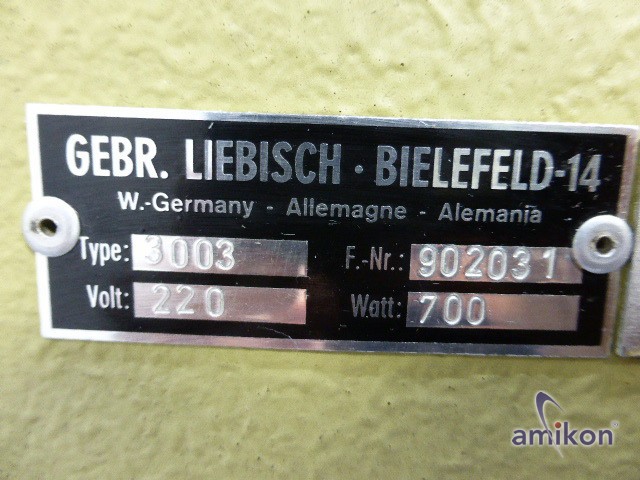 GEBR. LIEBISCH · BIELEFELD-14
W.-Germany - Allemagne - Alemania
Type: 3003 F.-Nr.: 902031
Volt: 220 Watt: 700
amikon